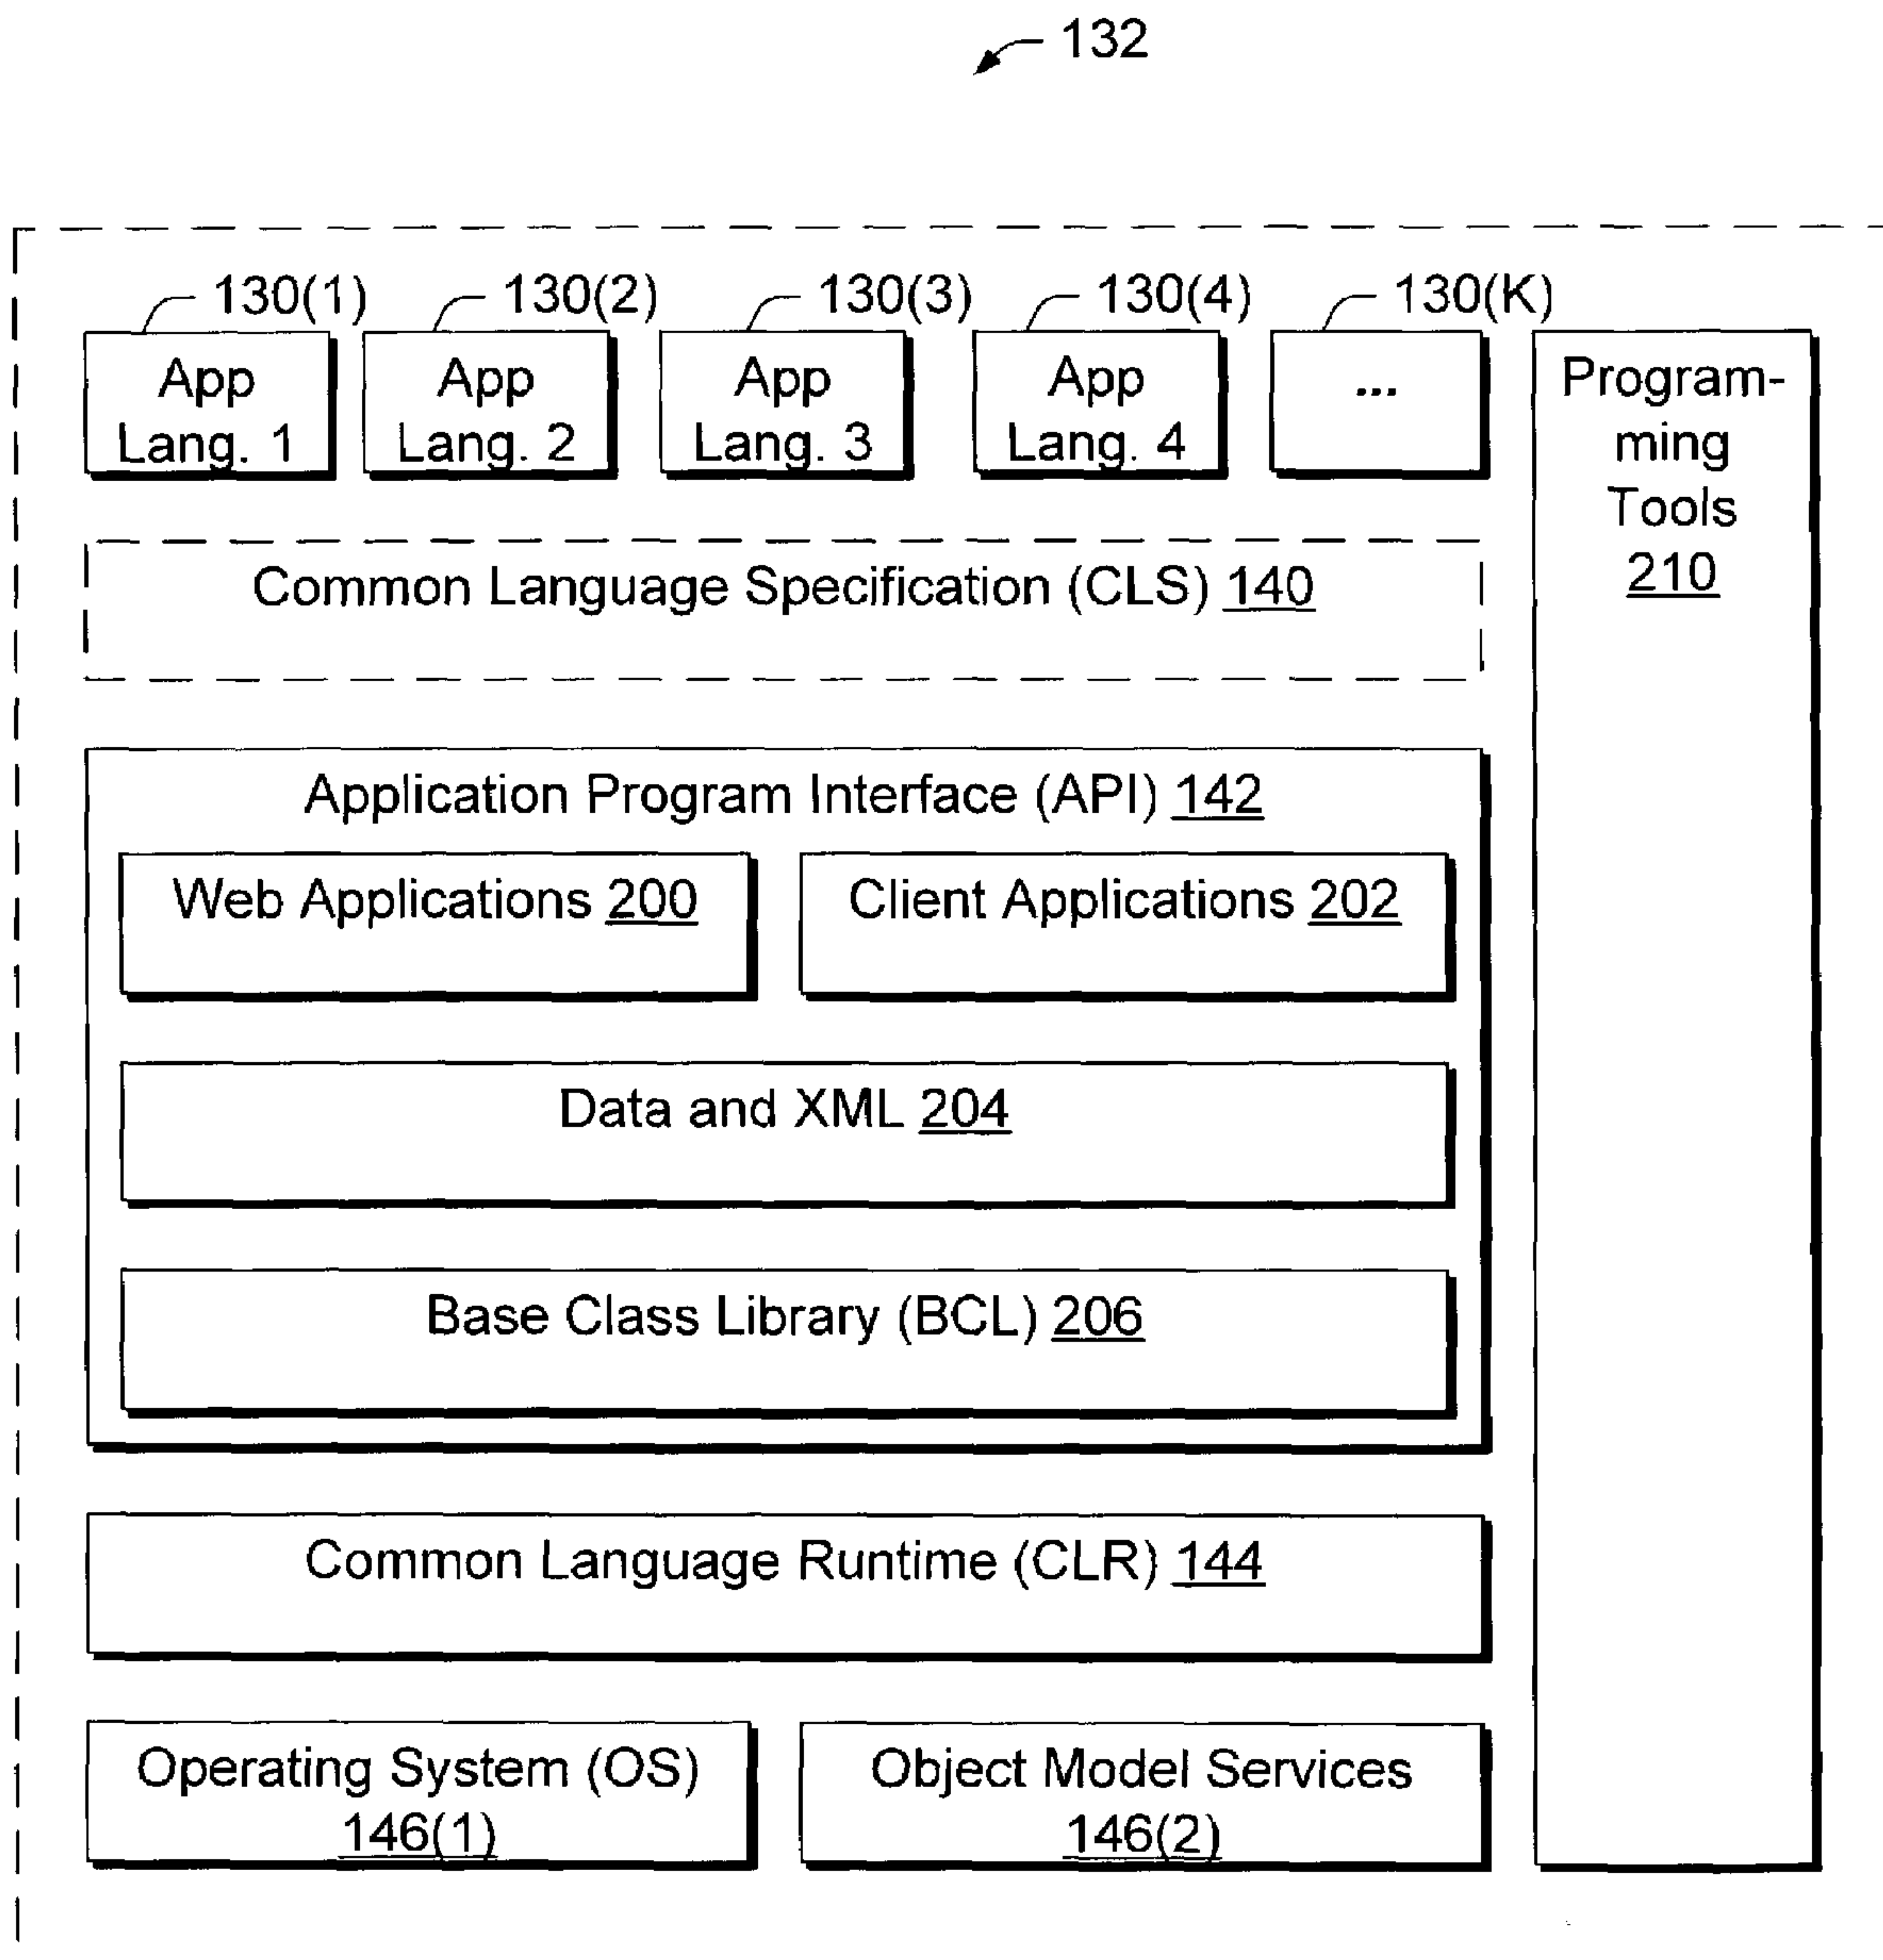 132
130(1) 130(2) 130(3) 130(4) 130(K)
App
Lang. 1
App
Lang. 2
App
Lang. 3
App
Lang. 4
...
Program-
ming
Tools
210
Common Language Specification (CLS) 140
Application Program Interface (API) 142
Web Applications 200
Client Applications 202
Data and XML 204
Base Class Library (BCL) 206
Common Language Runtime (CLR) 144
Operating System (OS)
146(1)
Object Model Services
146(2)